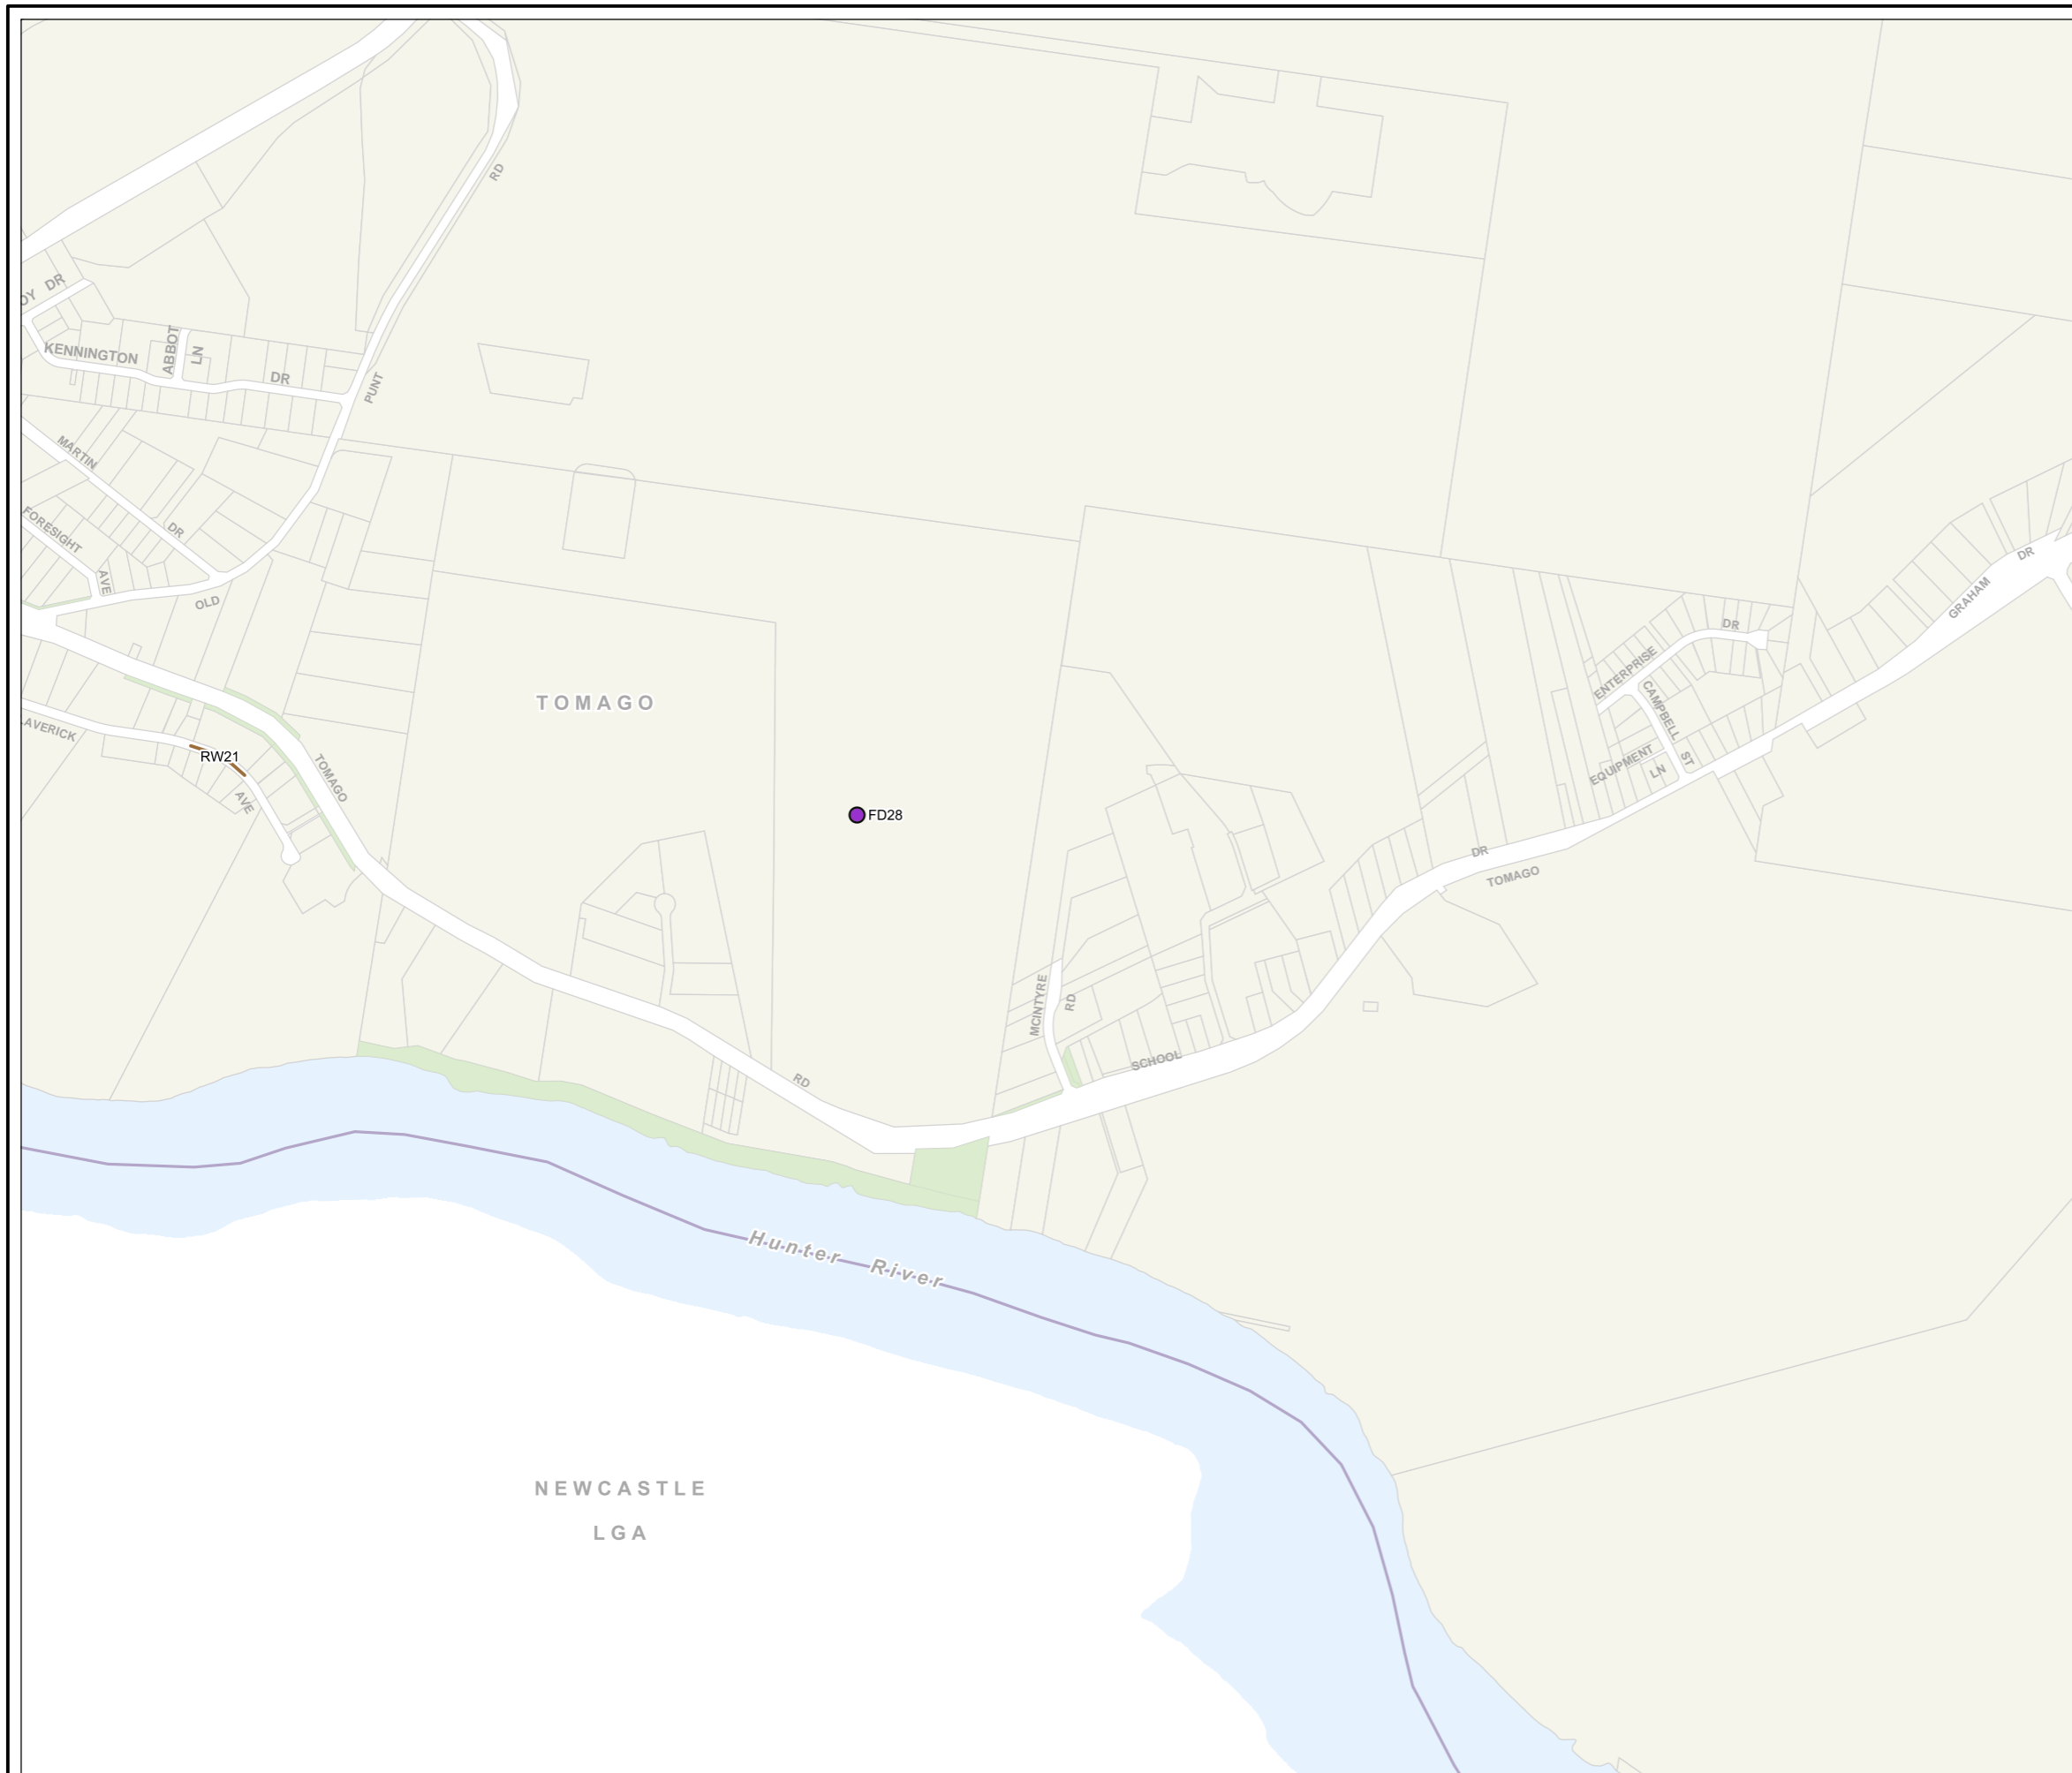 RD
DR
KENNINGTON
ABBOT
LN
DR
PUNT
MARTIN
DR
FORESIGHT
AVE
OLD
DR
GRAHAM
DR
ENTERPRISE
CAMPBELL
ST
EQUIPMENT
LN
TOMAGO
AVERICK
RW21
AVE
TOMAGO
FD28
DR
TOMAGO
MCINTYRE
RD
SCHOOL
RD
Hunter River
NEWCASTLE
LGA